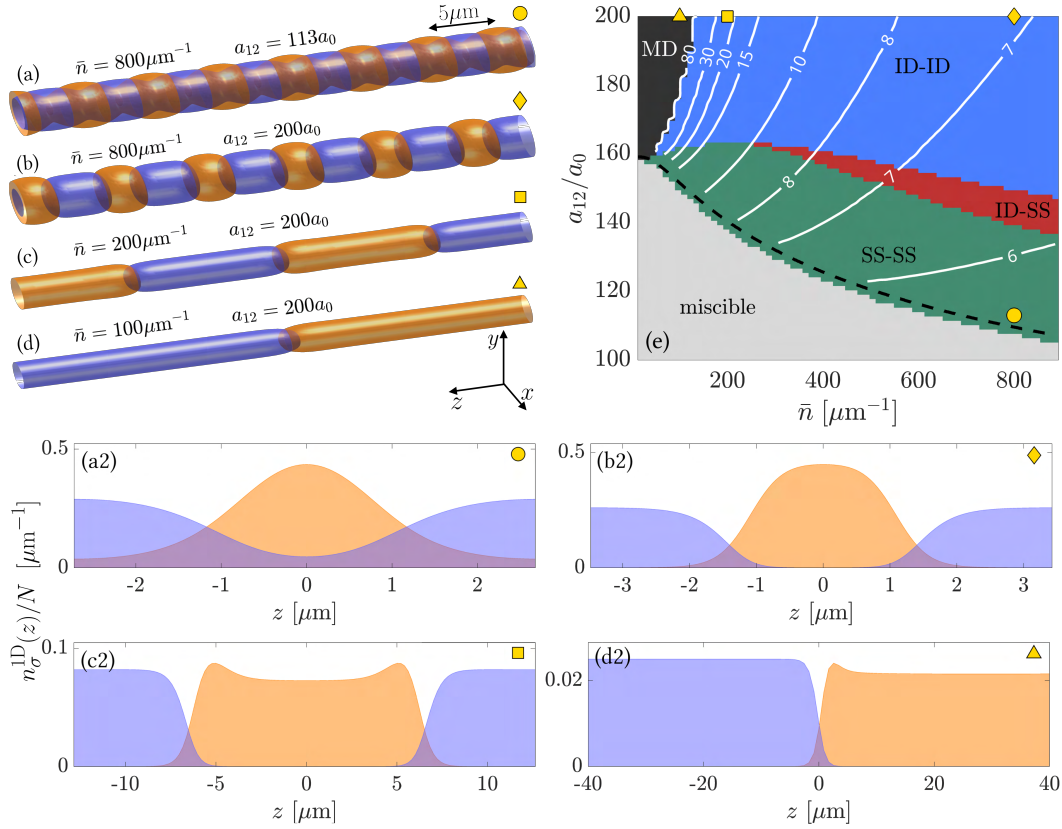 5μm
(a) n̄ = 800μm⁻¹ a₁₂ = 113a₀
(b) n̄ = 800μm⁻¹ a₁₂ = 200a₀
(c) n̄ = 200μm⁻¹ a₁₂ = 200a₀
(d) n̄ = 100μm⁻¹ a₁₂ = 200a₀
y
z x
200
180
160
140
120
100
a₁₂/a₀
MD
80
30
20
15
10
8
7
ID-ID
8
7
ID-SS
SS-SS
6
miscible
(e)
200 400 600 800
n̄ [μm⁻¹]
(a2)
0.5
0
-2 -1 0 1 2
z [μm]
(b2)
0.5
0
-3 -2 -1 0 1 2 3
z [μm]
nσ¹ᴰ(z)/N [μm⁻¹]
(c2)
0.1
0
-10 -5 0 5 10
z [μm]
(d2)
0.02
0
-40 -20 0 20 40
z [μm]